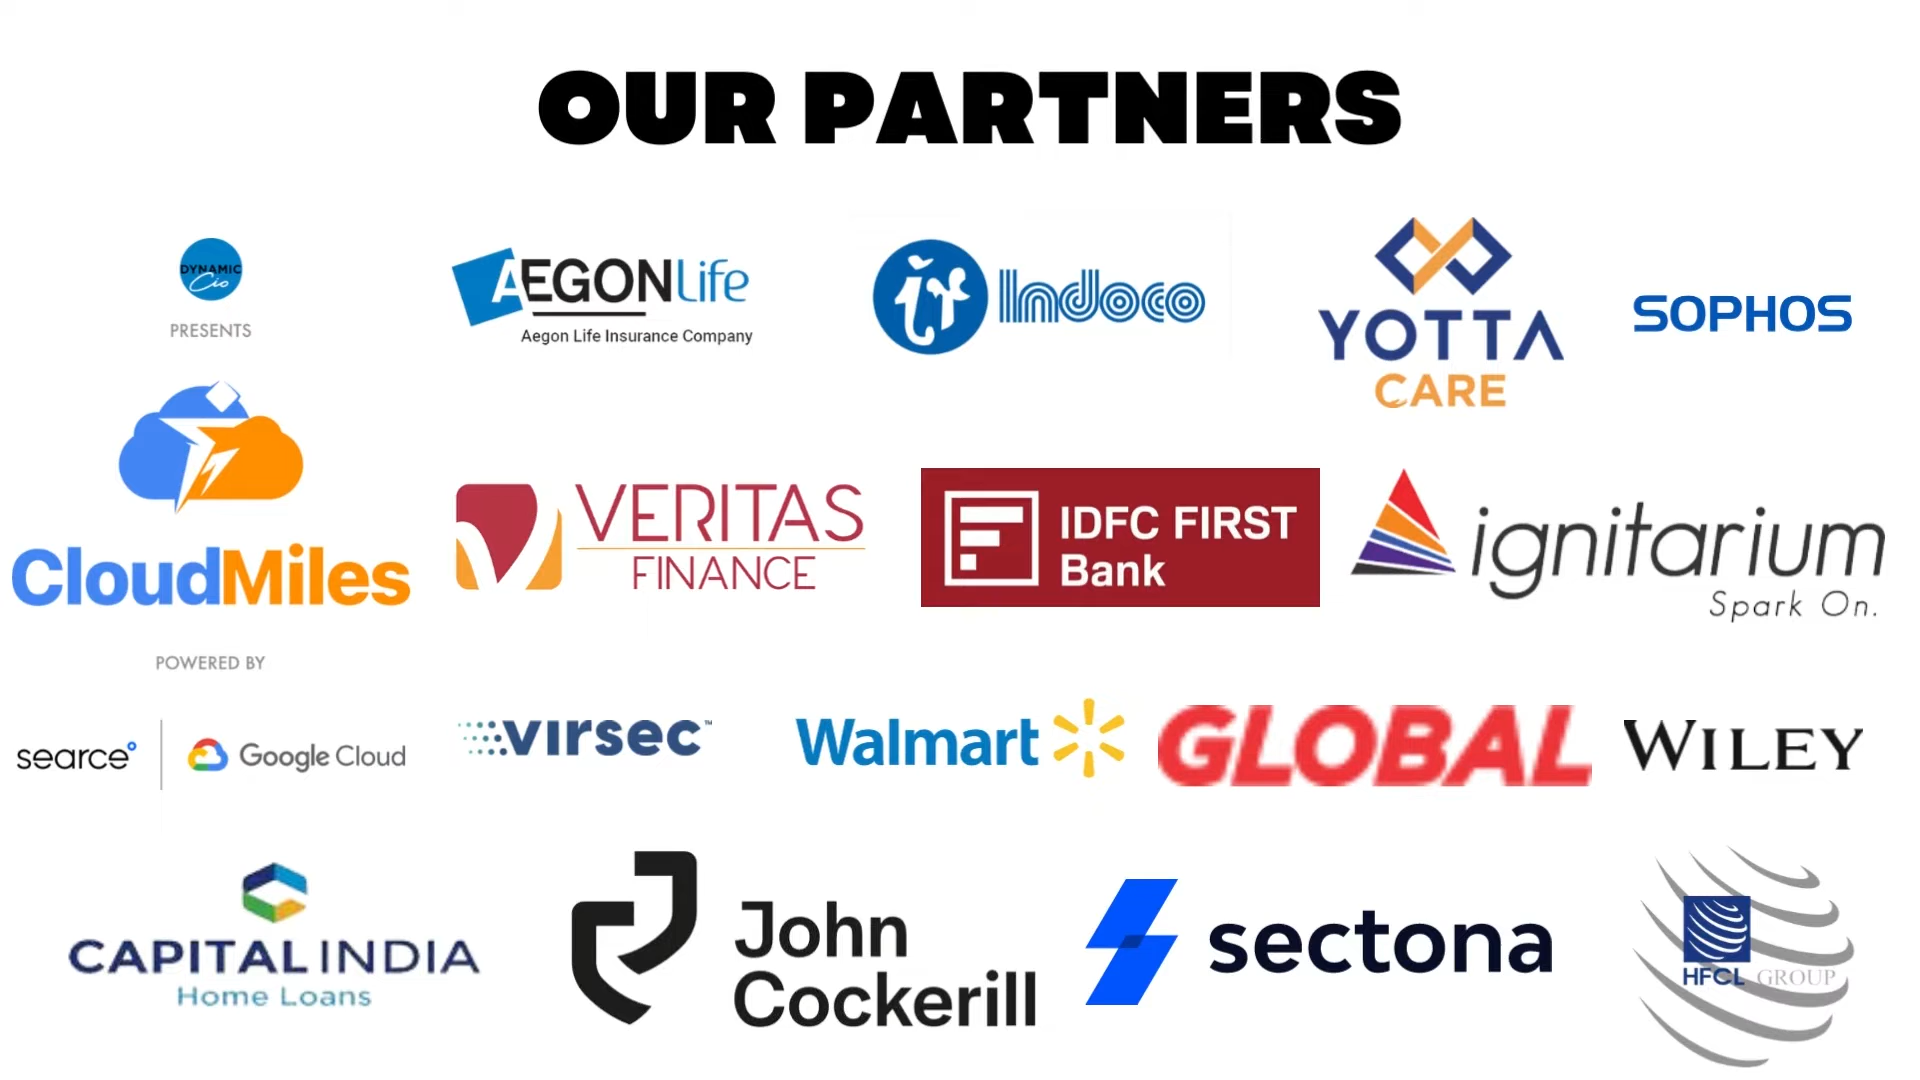 OUR PARTNERS
DYNAMIC
Cio
PRESENTS
AEGONLife
Aegon Life Insurance Company
ir Indoco
YOTTA
CARE
SOPHOS
CloudMiles
VERITAS
FINANCE
IDFC FIRST
Bank
ignitarium
Spark On.
POWERED BY
searce
Google Cloud
virsec™
Walmart
GLOBAL
WILEY
CAPITAL INDIA
Home Loans
John
Cockerill
sectona
HFCL GROUP